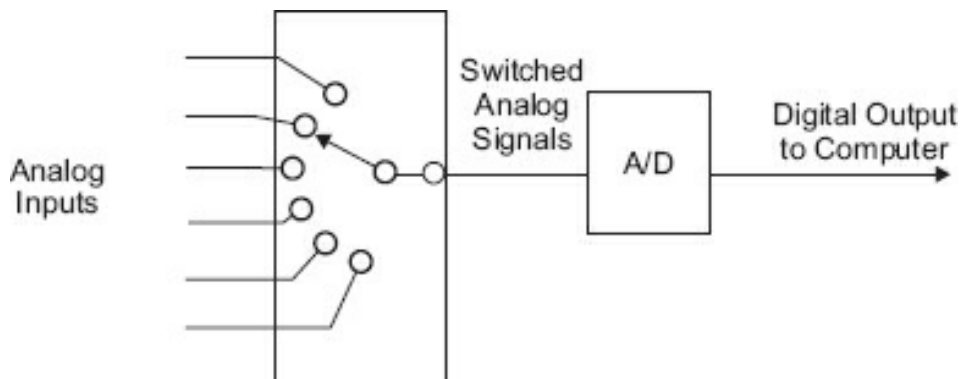 Analog
Inputs
Switched
Analog
Signals
A/D
Digital Output
to Computer